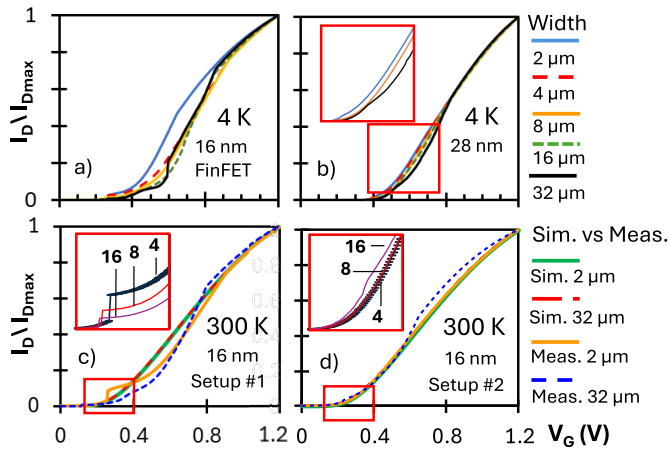 1
I_D \ I_Dmax
0
a)
4 K
16 nm
FinFET
4 K
b)
28 nm
Width
2 µm
4 µm
8 µm
16 µm
32 µm
1
I_D \ I_Dmax
0
16
8
4
300 K
c)
16 nm
Setup #1
0
0.4
0.8
1.2
16
8
4
300 K
d)
16 nm
Setup #2
0.4
0.8
1.2
V_G (V)
Sim. vs Meas.
Sim. 2 µm
Sim. 32 µm
Meas. 2 µm
Meas. 32 µm